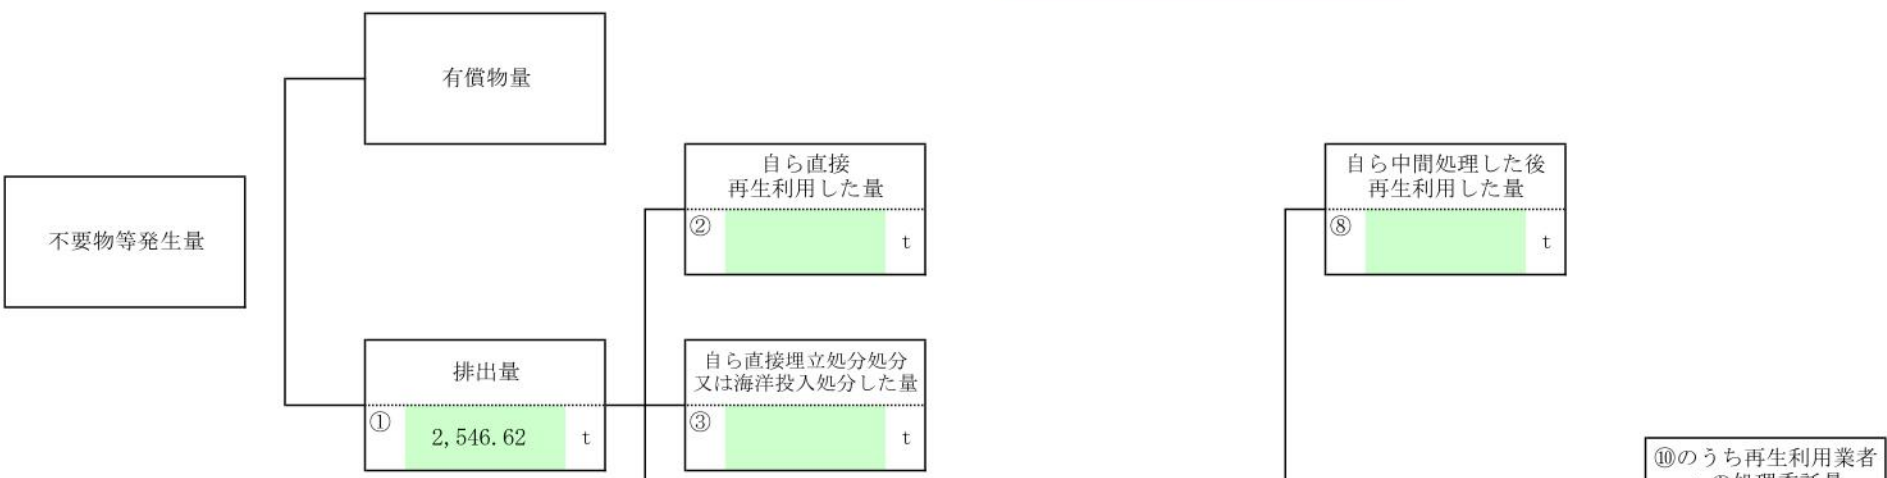 有償物量
自ら直接
再生利用した量
②
t
自ら中間処理した後
再生利用した量
⑧
t
不要物等発生量
排出量
①
2,546.62
t
自ら直接埋立処分処分
又は海洋投入処分した量
③
t
⑩のうち再生利用業者